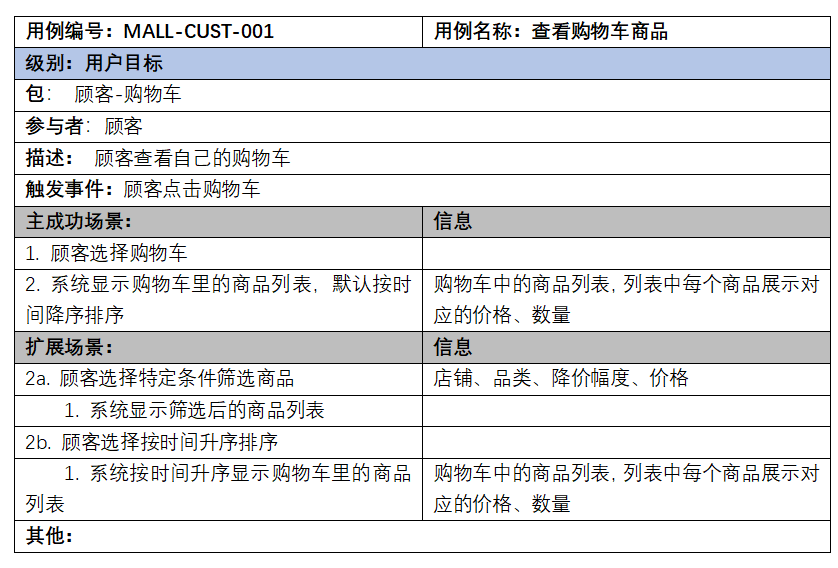 用例编号：MALL-CUST-001 用例名称：查看购物车商品
级别：用户目标
包： 顾客-购物车
参与者：顾客
描述： 顾客查看自己的购物车
触发事件：顾客点击购物车
主成功场景： 信息
1. 顾客选择购物车
2. 系统显示购物车里的商品列表，默认按时
间降序排序
购物车中的商品列表,列表中每个商品展示对
应的价格、数量
扩展场景： 信息
2a. 顾客选择特定条件筛选商品 店铺、品类、降价幅度、价格
1. 系统显示筛选后的商品列表
2b. 顾客选择按时间升序排序
1. 系统按时间升序显示购物车里的商品
列表
购物车中的商品列表,列表中每个商品展示对
应的价格、数量
其他：